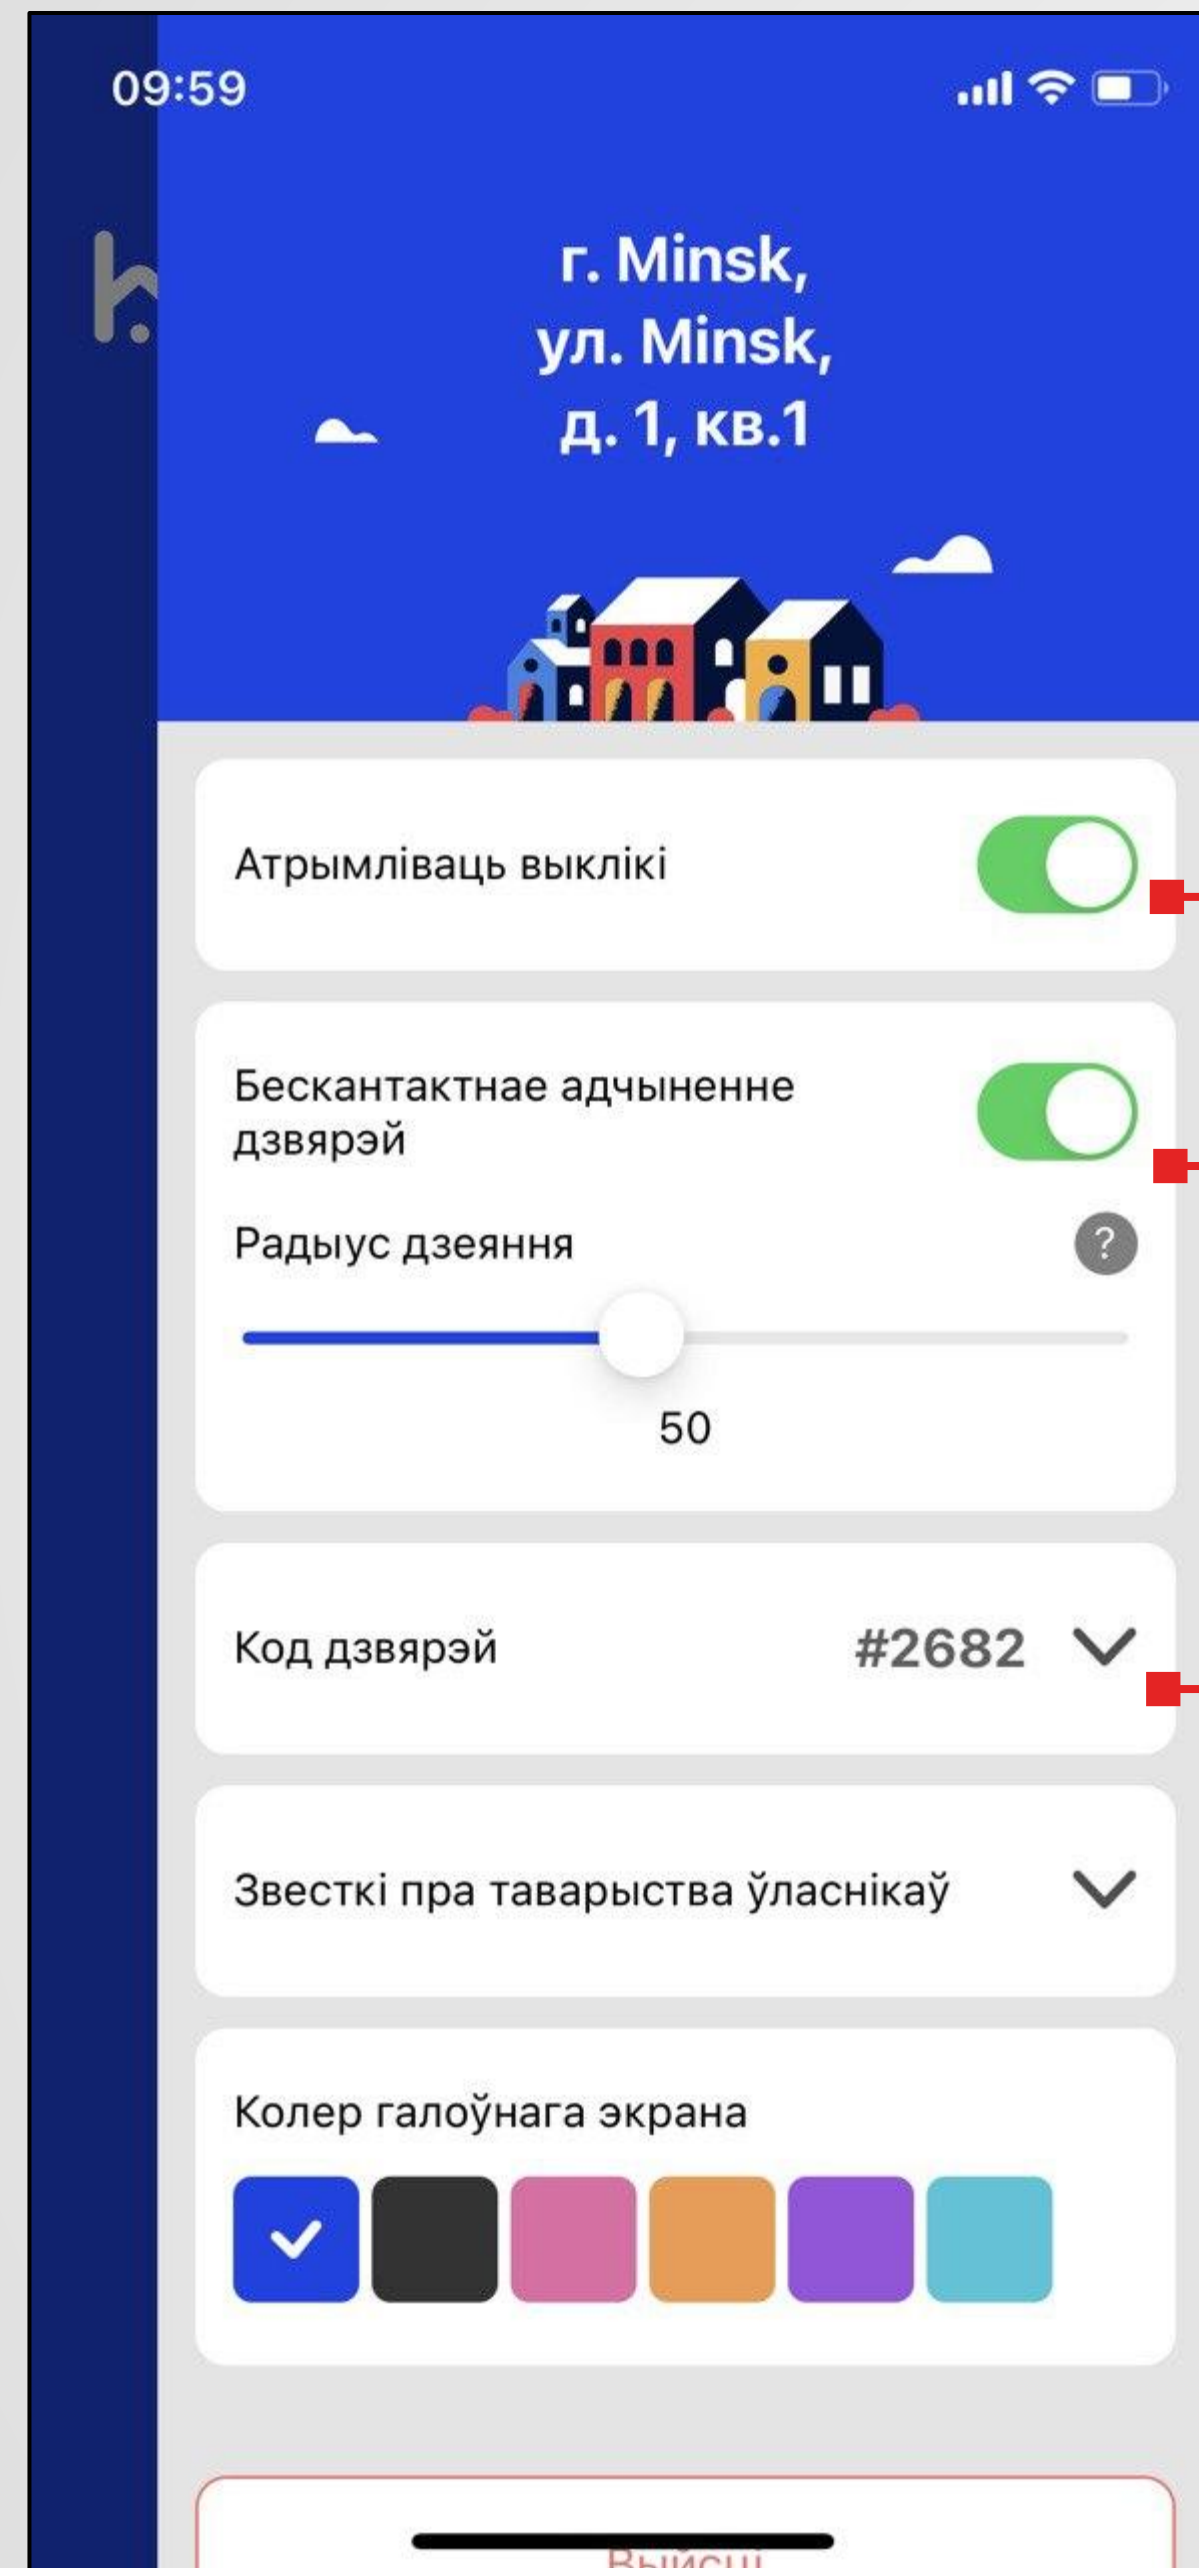 09:59
г. Minsk,
ул. Minsk,
д. 1, кв.1
Атрымліваць выклікі
Бескантактнае адчыненне
дзвярэй
Радыус дзеяння
?
50
Код дзвярэй #2682
Звесткі пра таварыства ўласнікаў
Колер галоўнага экрана
Выйсці